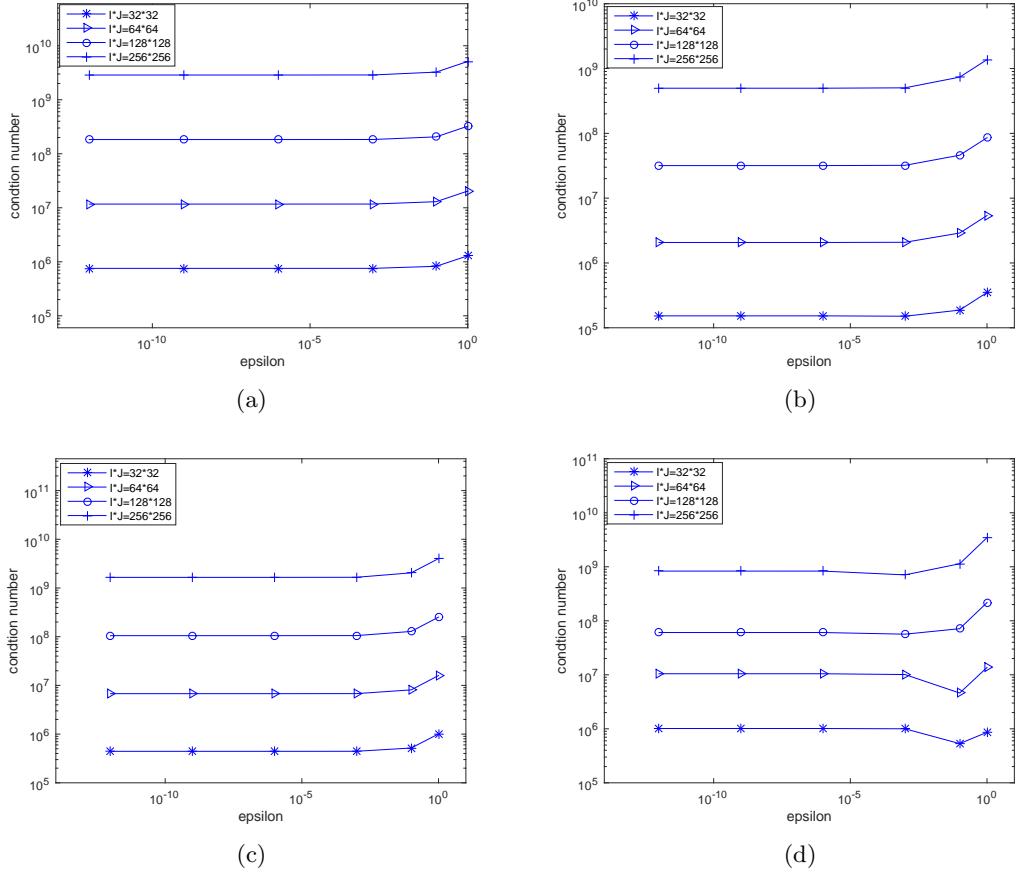 I*J=32*32
I*J=64*64
I*J=128*128
I*J=256*256
10^10
10^9
10^8
10^7
10^6
10^5
condtion number
10^-10
10^-5
10^0
epsilon
(a)
I*J=32*32
I*J=64*64
I*J=128*128
I*J=256*256
10^10
10^9
10^8
10^7
10^6
10^5
condtion number
10^-10
10^-5
10^0
epsilon
(b)
I*J=32*32
I*J=64*64
I*J=128*128
I*J=256*256
10^11
10^10
10^9
10^8
10^7
10^6
10^5
condtion number
10^-10
10^-5
10^0
epsilon
(c)
I*J=32*32
I*J=64*64
I*J=128*128
I*J=256*256
10^11
10^10
10^9
10^8
10^7
10^6
10^5
condtion number
10^-10
10^-5
10^0
epsilon
(d)